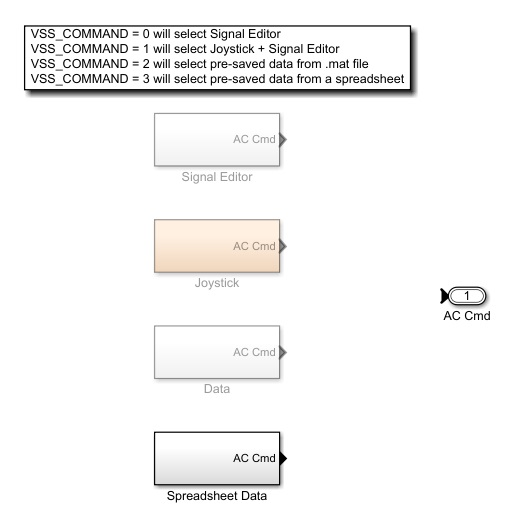 VSS_COMMAND = 0 will select Signal Editor
VSS_COMMAND = 1 will select Joystick + Signal Editor
VSS_COMMAND = 2 will select pre-saved data from .mat file
VSS_COMMAND = 3 will select pre-saved data from a spreadsheet
AC Cmd
Signal Editor
AC Cmd
Joystick
1
AC Cmd
AC Cmd
Data
AC Cmd
Spreadsheet Data